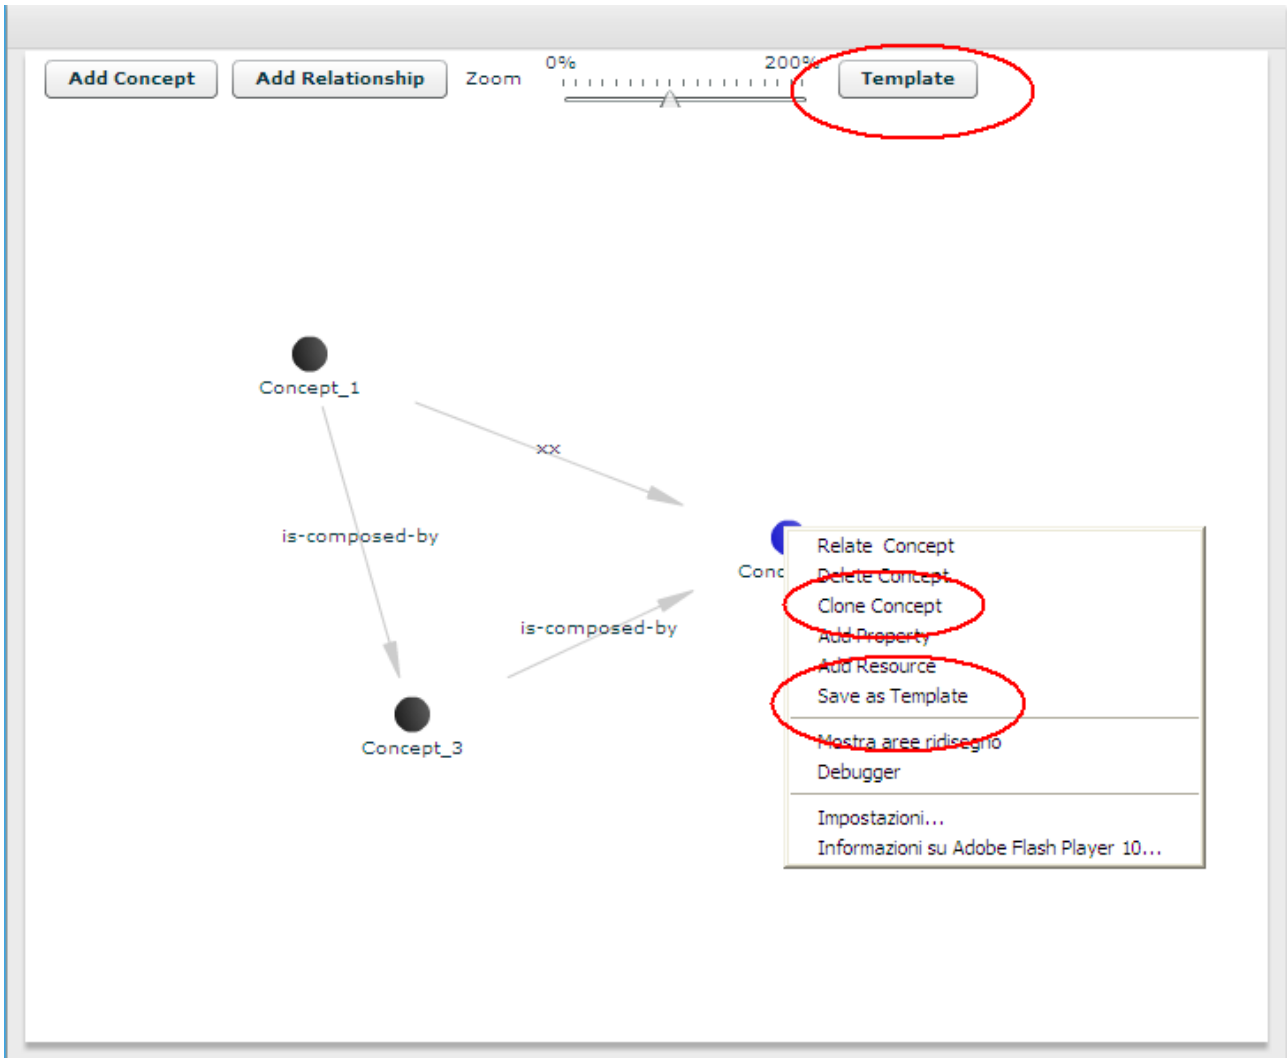 0% 200%
Add Concept Add Relationship Zoom Template
Concept_1
xx
is-composed-by
Relate Concept
Conc
Delete Concept
Clone Concept
is-composed-by
Add Property
Add Resource
Save as Template
Concept_3
Mostra aree ridisegno
Debugger
Impostazioni...
Informazioni su Adobe Flash Player 10...